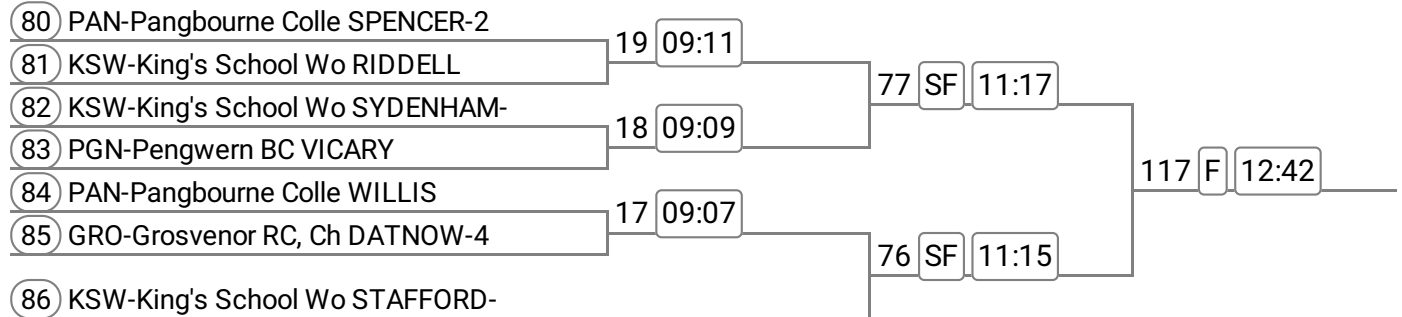 80 PAN-Pangbourne Colle SPENCER-2
19 09:11
81 KSW-King's School Wo RIDDELL
77 SF 11:17
82 KSW-King's School Wo SYDENHAM-
18 09:09
83 PGN-Pengwern BC VICARY
117 F 12:42
84 PAN-Pangbourne Colle WILLIS
17 09:07
85 GRO-Grosvenor RC, Ch DATNOW-4
76 SF 11:15
86 KSW-King's School Wo STAFFORD-